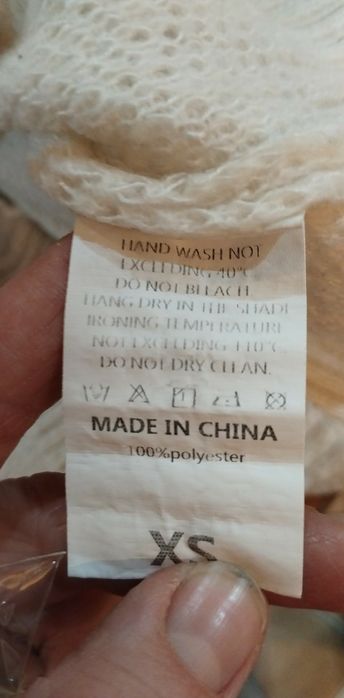 HAND WASH NOT
EXCEEDING 40°C
DO NOT BLEACH
HANG DRY IN THE SHADE
IRONING TEMPERATURE
NOT EXCEEDING 110°C
DO NOT DRY CLEAN.
MADE IN CHINA
100%polyester
XS